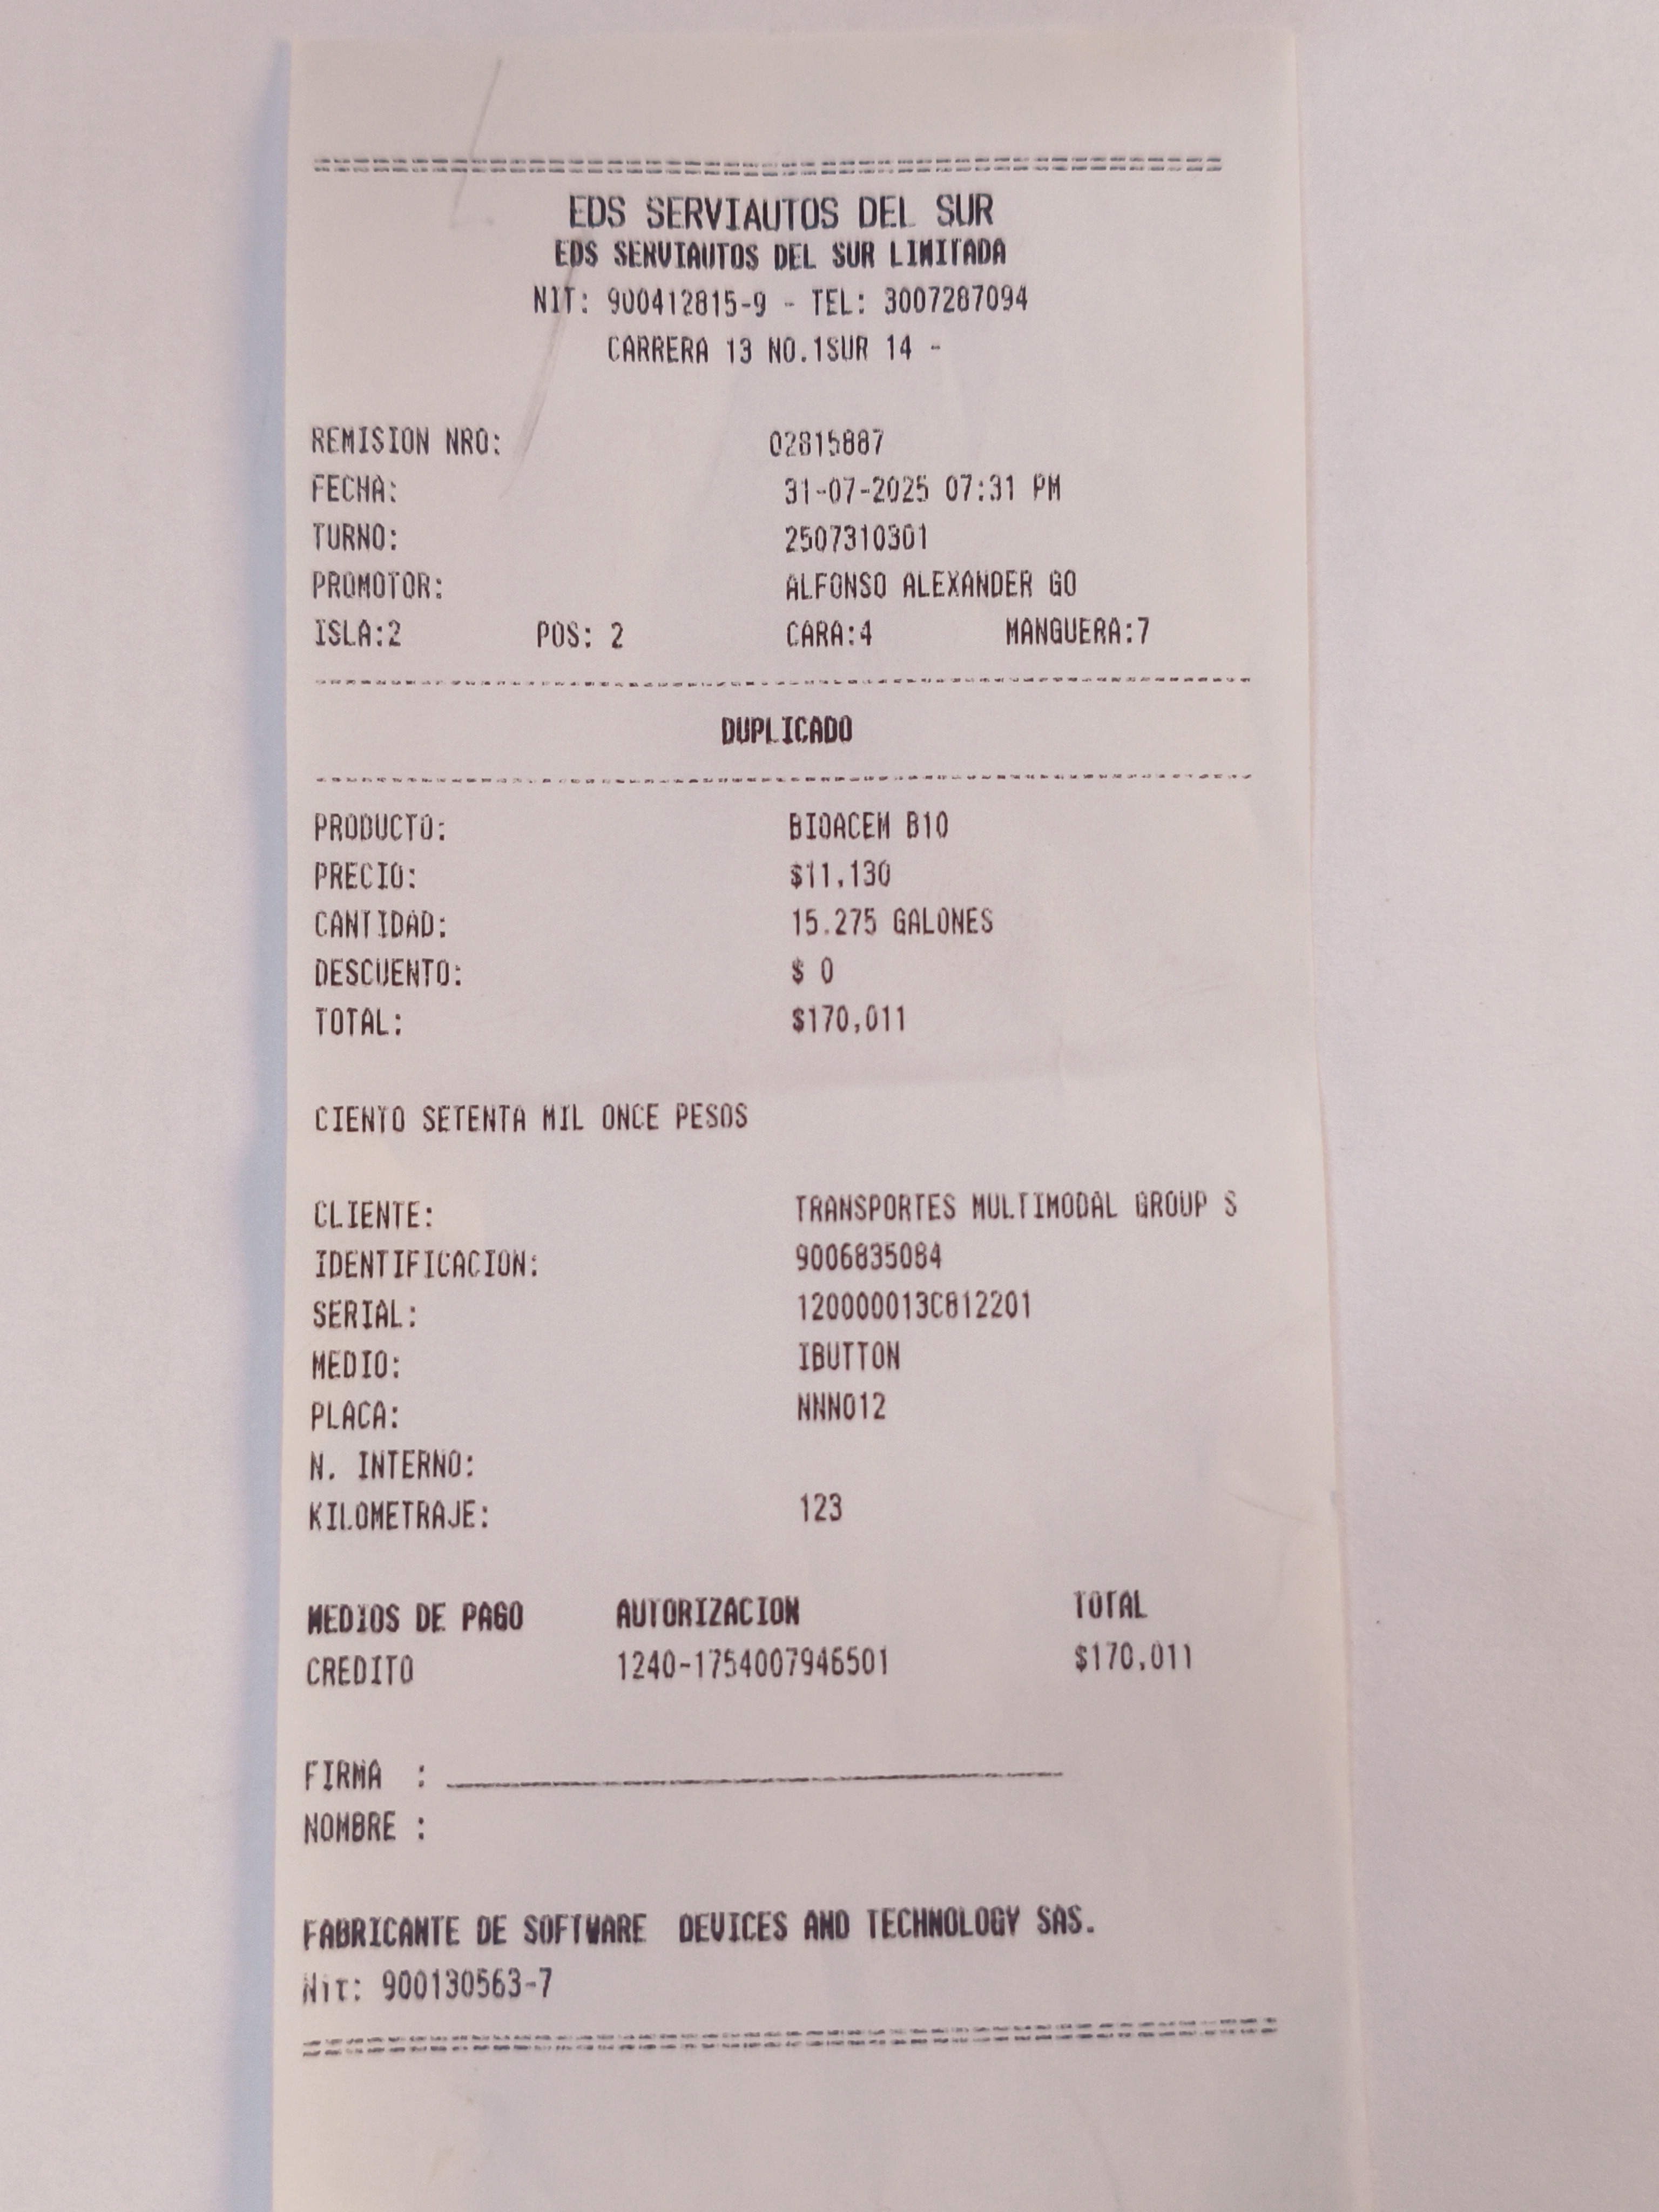 EDS SERVIAUTOS DEL SUR
EDS SERVIAUTOS DEL SUR LIMITADA
NIT: 900412815-9 - TEL: 3007287094
CARRERA 13 NO.1SUR 14 -
REMISION NRO: 02815887
FECHA: 31-07-2025 07:31 PM
TURNO: 2507310301
PROMOTOR: ALFONSO ALEXANDER GO
ISLA:2 POS: 2 CARA:4 MANGUERA:7
DUPLICADO
PRODUCTO: BIOACEM B10
PRECIO: $11,130
CANTIDAD: 15.275 GALONES
DESCUENTO: $ 0
TOTAL: $170,011
CIENTO SETENTA MIL ONCE PESOS
CLIENTE: TRANSPORTES MULTIMODAL GROUP S
IDENTIFICACION: 9006835084
SERIAL: 120000013C812201
MEDIO: IBUTTON
PLACA: NNN012
N. INTERNO:
KILOMETRAJE: 123
MEDIOS DE PAGO AUTORIZACION TOTAL
CREDITO 1240-1754007946501 $170,011
FIRMA :
NOMBRE :
FABRICANTE DE SOFTWARE DEVICES AND TECHNOLOGY SAS.
Nit: 900130563-7